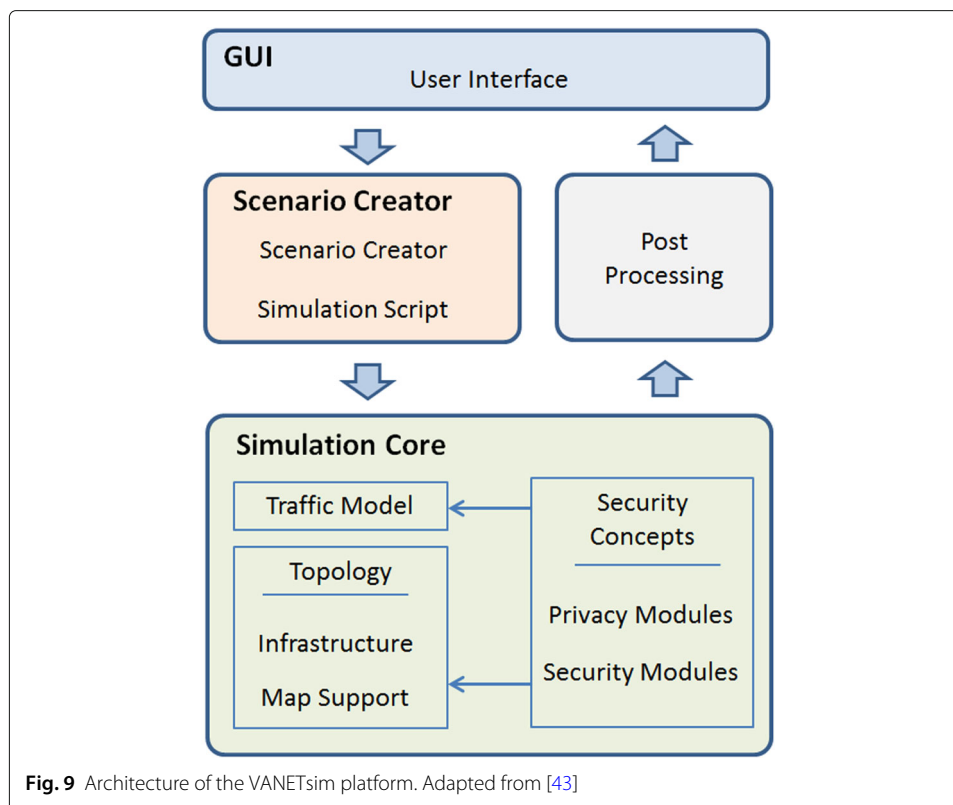 GUI
User Interface
Scenario Creator
Scenario Creator
Simulation Script
Post
Processing
Simulation Core
Traffic Model
Topology
Infrastructure
Map Support
Security
Concepts
Privacy Modules
Security Modules
Fig. 9 Architecture of the VANETsim platform. Adapted from [43]